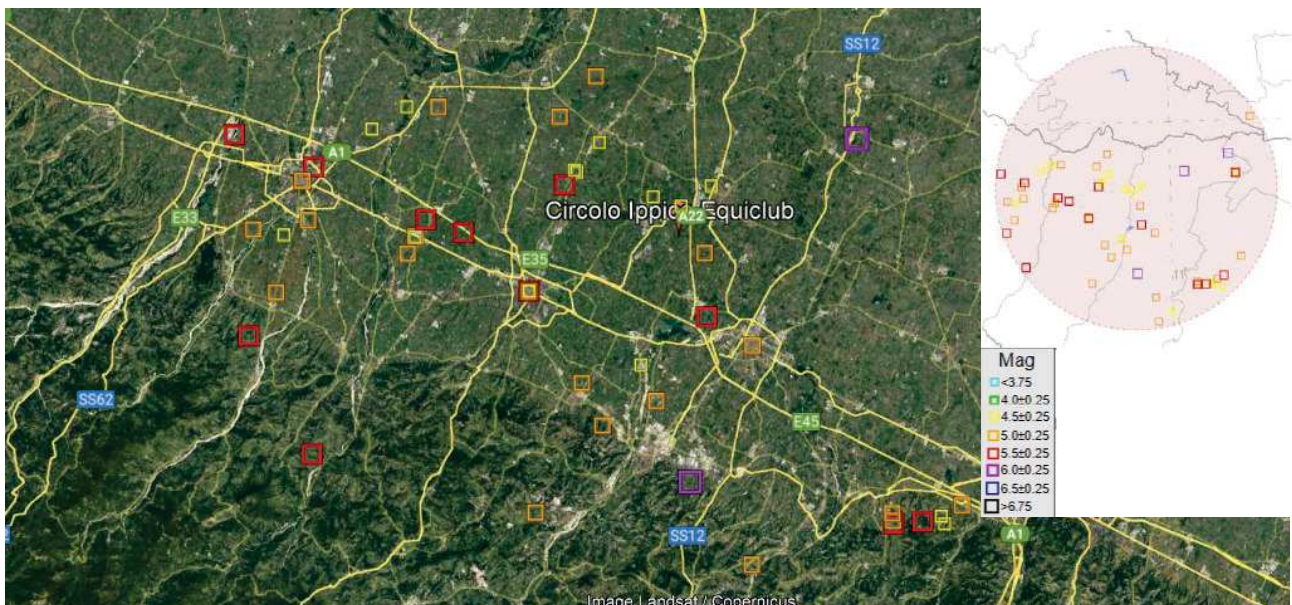 SS12
A1
E33
Circolo Ippico Equiclub
A22
E35
SS62
E45
SS12
A1
Image Landsat / Copernicus
Mag
<3.75
4.0±0.25
4.5±0.25
5.0±0.25
5.5±0.25
6.0±0.25
6.5±0.25
>6.75